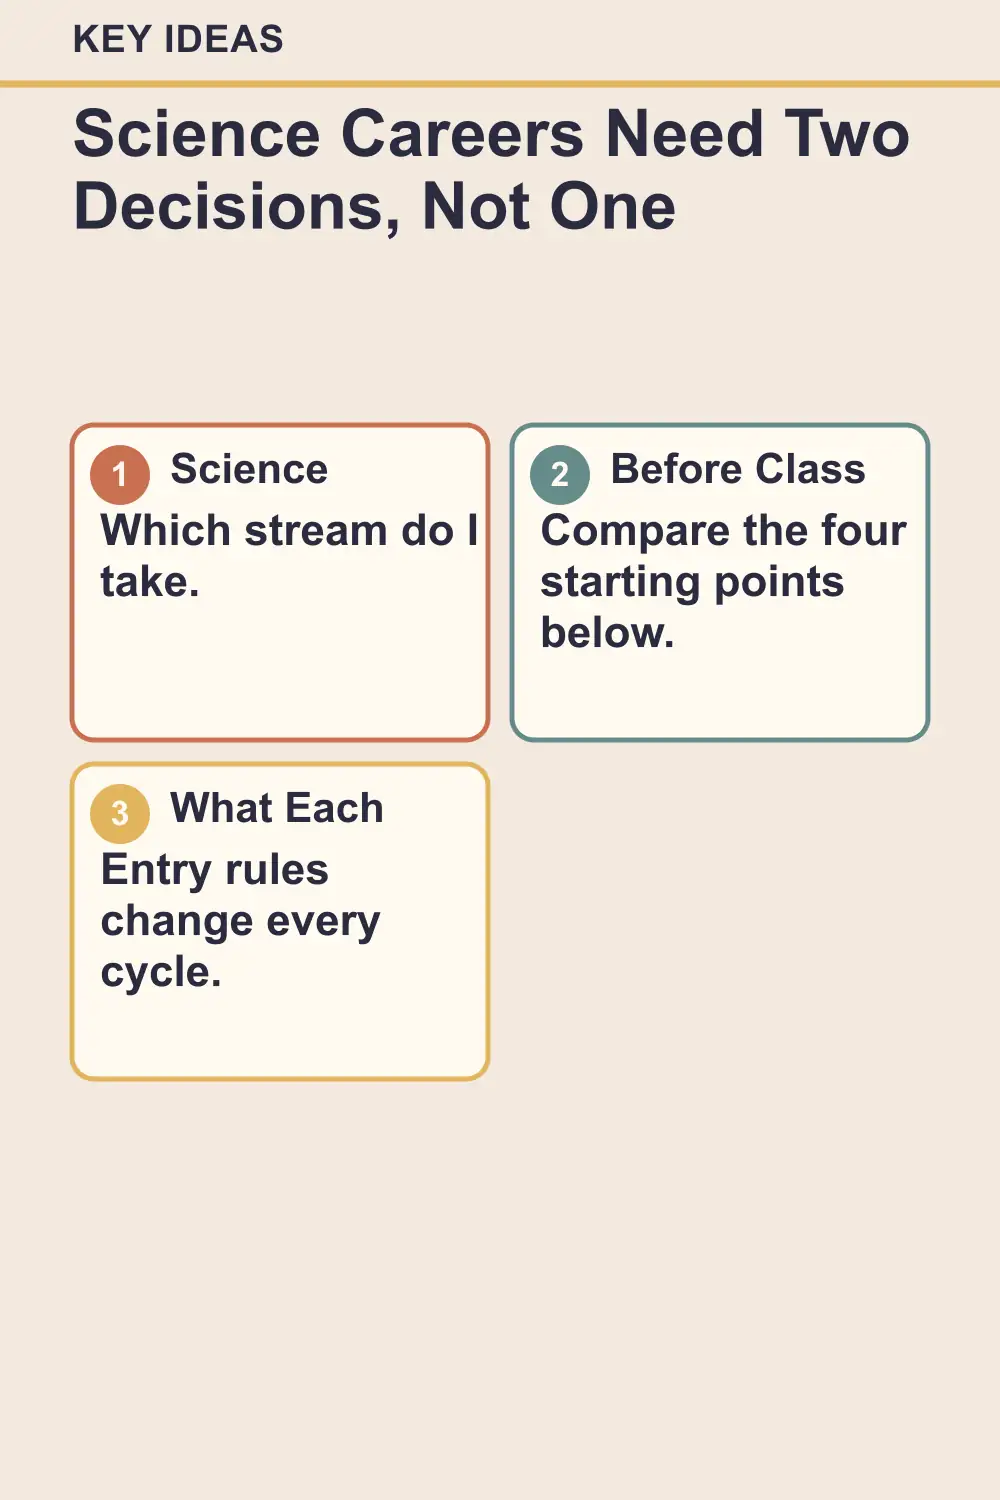 KEY IDEAS
Science Careers Need Two
Decisions, Not One
1 Science
Which stream do I
take.
2 Before Class
Compare the four
starting points
below.
3 What Each
Entry rules
change every
cycle.